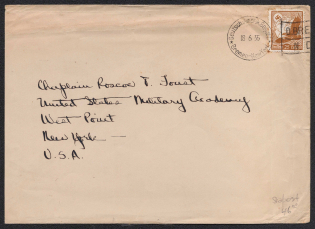 Chaplain Roscoe T. Foust
United States Military Academy
West Point
New York
U.S.A.